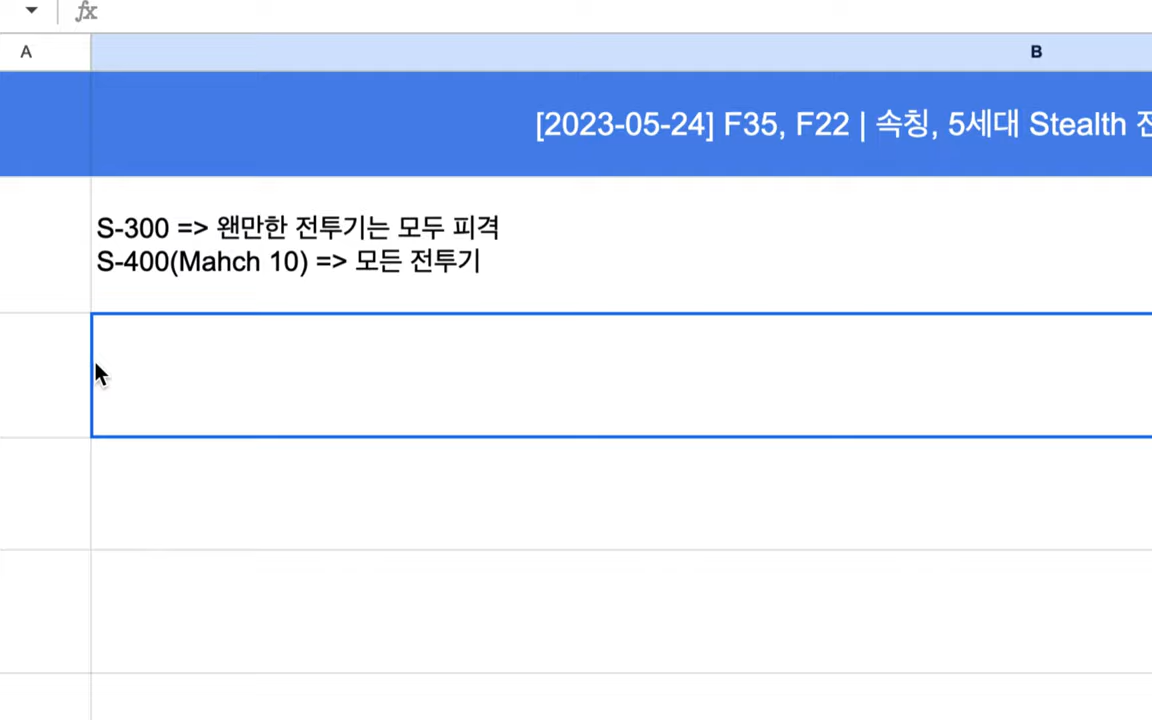 fx
A
B
[2023-05-24] F35, F22 | 속칭, 5세대 Stealth
S-300 => 왠만한 전투기는 모두 피격
S-400(Mahch 10) => 모든 전투기